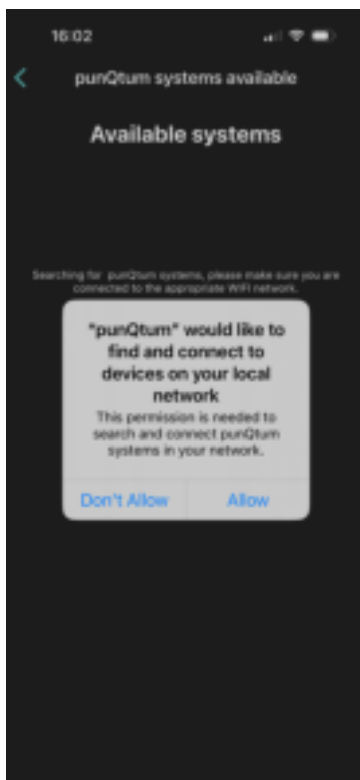 16:02
punQtum systems available
Available systems
Searching for punQtum systems, please make sure you are
connected to the appropriate WIFI network.
"punQtum" would like to
find and connect to
devices on your local
network
This permission is needed to
search and connect punQtum
systems in your network.
Don't Allow
Allow